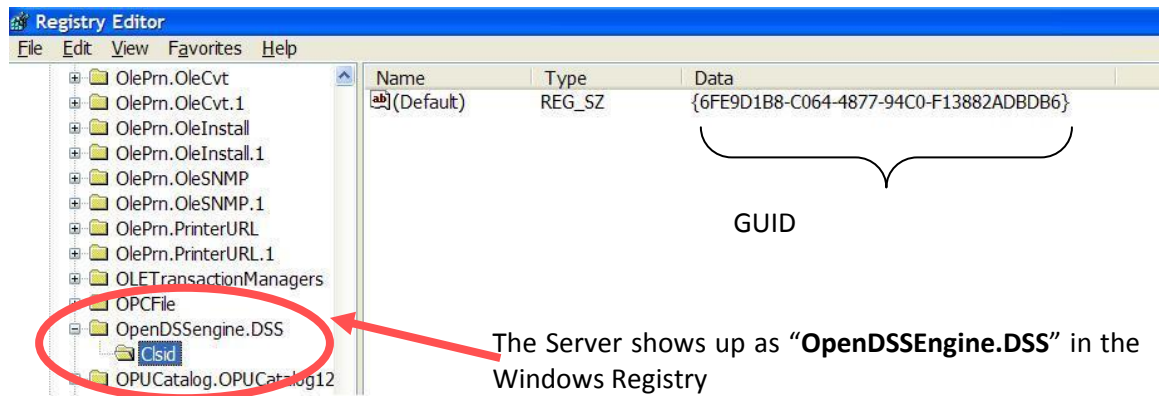 Registry Editor
File Edit View Favorites Help
OlePrn.OleCvt
OlePrn.OleCvt.1
OlePrn.OleInstall
OlePrn.OleInstall.1
OlePrn.OleSNMP
OlePrn.OleSNMP.1
OlePrn.PrinterURL
OlePrn.PrinterURL.1
OLETransactionManagers
OPCFile
OpenDSSengine.DSS
Clsid
OPUCatalog.OPUCatalog12
Name Type Data
ab (Default) REG_SZ {6FE9D1B8-C064-4877-94C0-F13882ADBDB6}
GUID
The Server shows up as “OpenDSSEngine.DSS” in the
Windows Registry